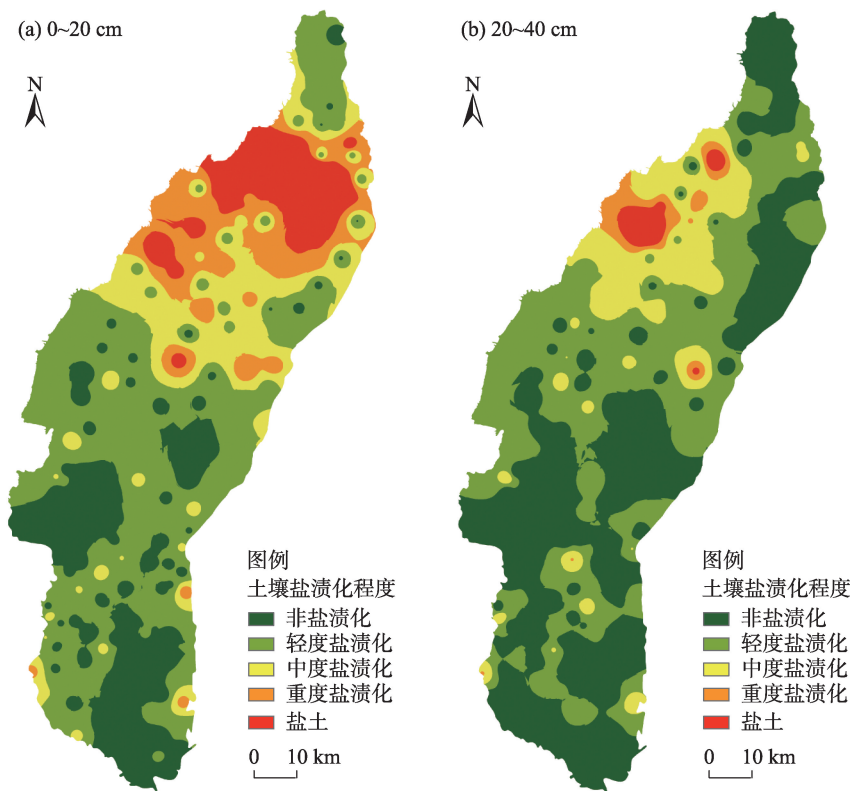 (a) 0~20 cm
N
图例
土壤盐渍化程度
非盐渍化
轻度盐渍化
中度盐渍化
重度盐渍化
盐土
0 10 km
(b) 20~40 cm
N
图例
土壤盐渍化程度
非盐渍化
轻度盐渍化
中度盐渍化
重度盐渍化
盐土
0 10 km